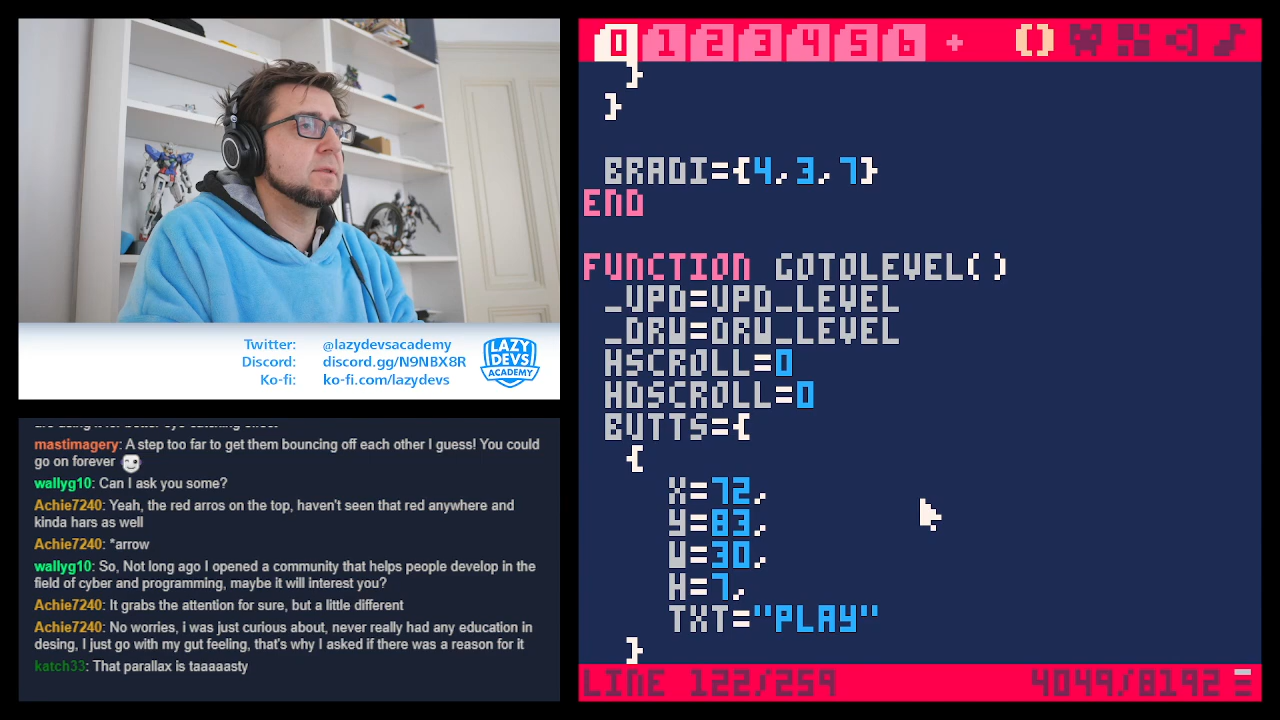 Twitter: @lazydevsacademy
Discord: discord.gg/N9NBX8R
Ko-fi: ko-fi.com/lazydevs
LAZY
DEVS
ACADEMY
mastimagery: A step too far to get them bouncing off each other I guess! You could
go on forever
wallyg10: Can I ask you some?
Achie7240: Yeah, the red arros on the top, haven't seen that red anywhere and
kinda hars as well
Achie7240: *arrow
wallyg10: So, Not long ago I opened a community that helps people develop in the
field of cyber and programming, maybe it will interest you?
Achie7240: It grabs the attention for sure, but a little different
Achie7240: No worries, i was just curious about, never really had any education in
desing, I just go with my gut feeling, that's why I asked if there was a reason for it
katch33: That parallax is taaaaasty
0 1 2 3 4 5 6 + ()
}
}
BRADI={4,3,7}
END
FUNCTION GOTOLEVEL()
_UPD=UPD_LEVEL
_DRW=DRW_LEVEL
HSCROLL=0
HDSCROLL=0
BUTTS={
{
X=72,
Y=83,
W=30,
H=7,
TXT="PLAY"
}
LINE 122/259 4049/8192